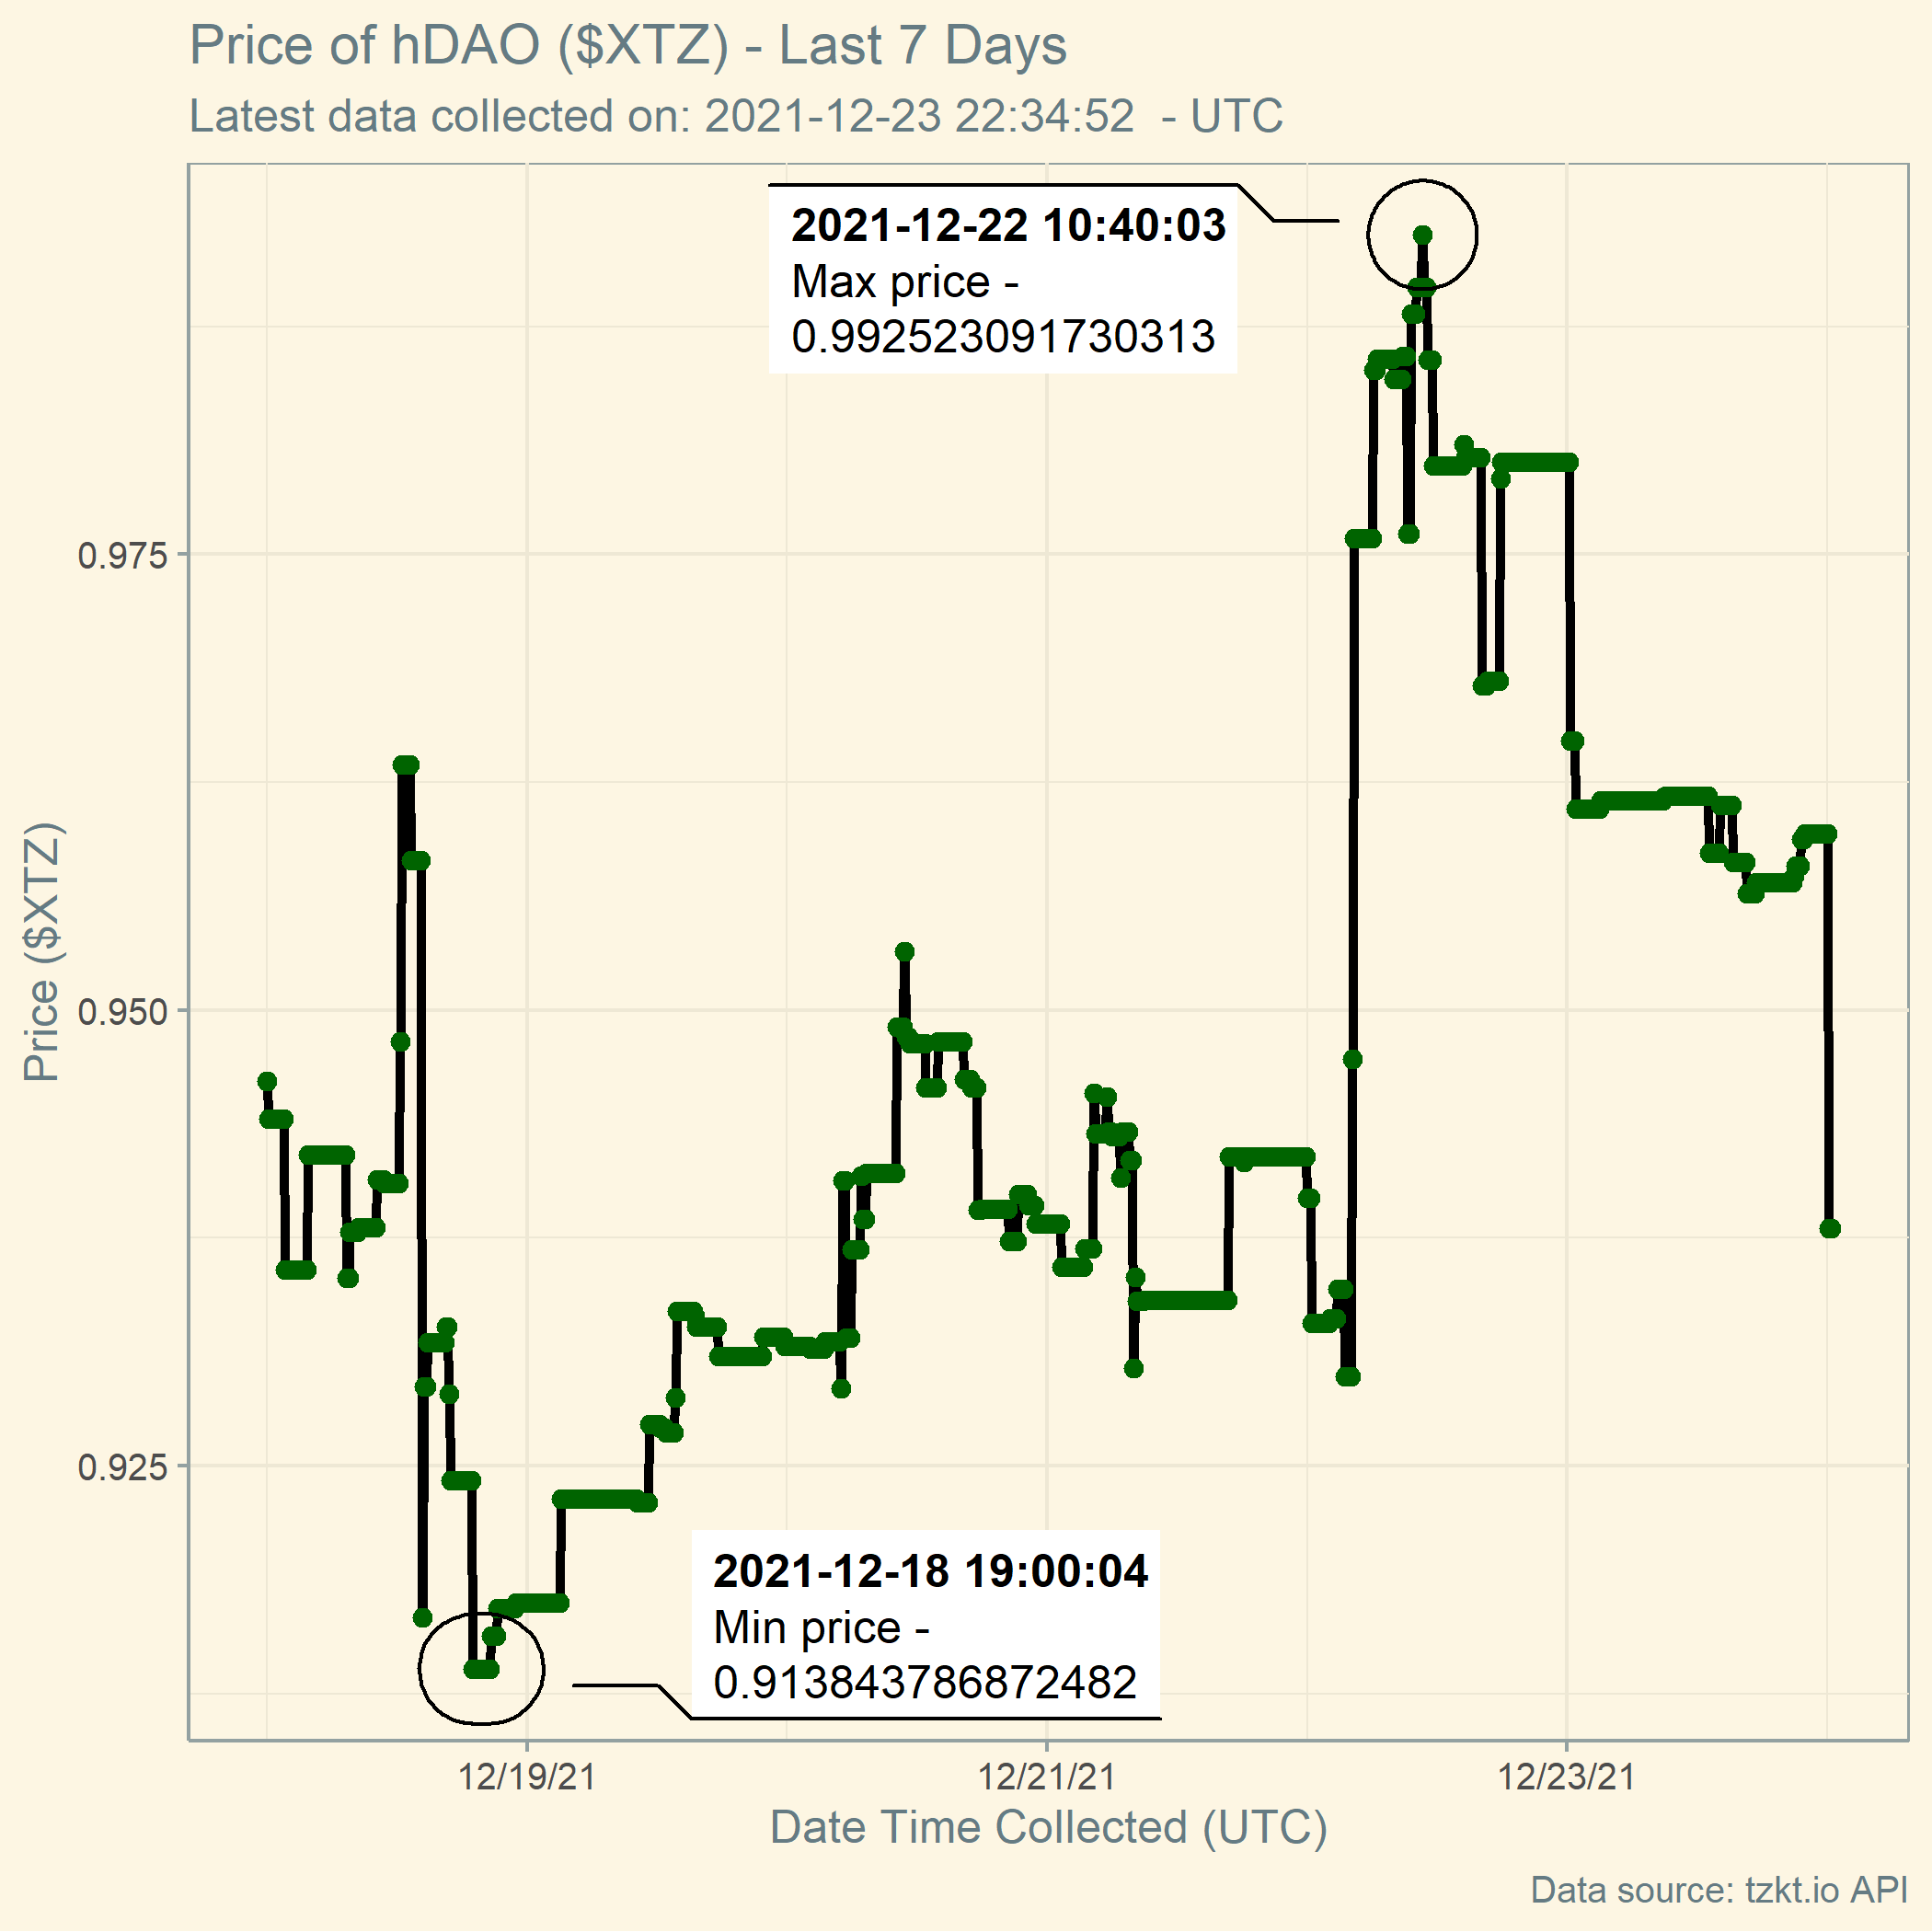 Price of hDAO ($XTZ) - Last 7 Days
Latest data collected on: 2021-12-23 22:34:52  - UTC
2021-12-22 10:40:03
Max price -
0.992523091730313
0.975
0.950
0.925
Price ($XTZ)
2021-12-18 19:00:04
Min price -
0.913843786872482
12/19/21
12/21/21
12/23/21
Date Time Collected (UTC)
Data source: tzkt.io API